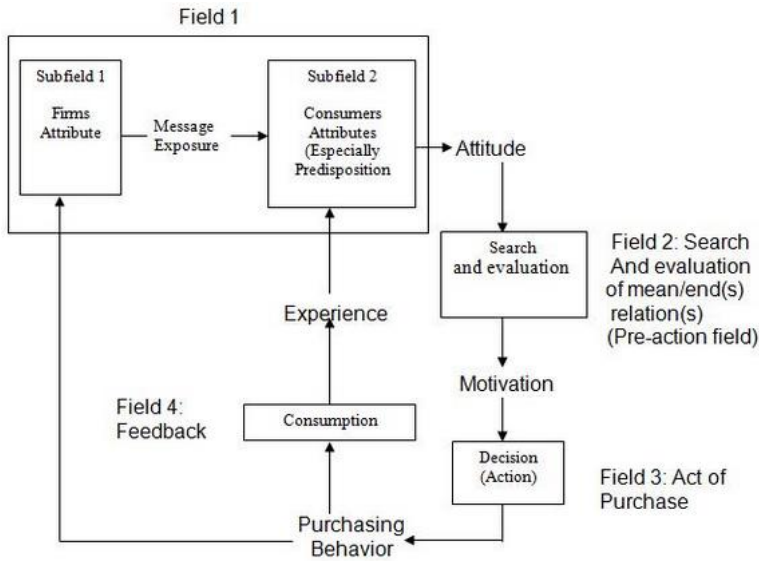 Field 1
Subfield 1
Firms
Attribute
Message
Exposure
Subfield 2
Consumers
Attributes
(Especially
Predisposition
Attitude
Search
and evaluation
Field 2: Search
And evaluation
of mean/end(s)
relation(s)
(Pre-action field)
Experience
Motivation
Field 4:
Feedback
Consumption
Decision
(Action)
Field 3: Act of
Purchase
Purchasing
Behavior